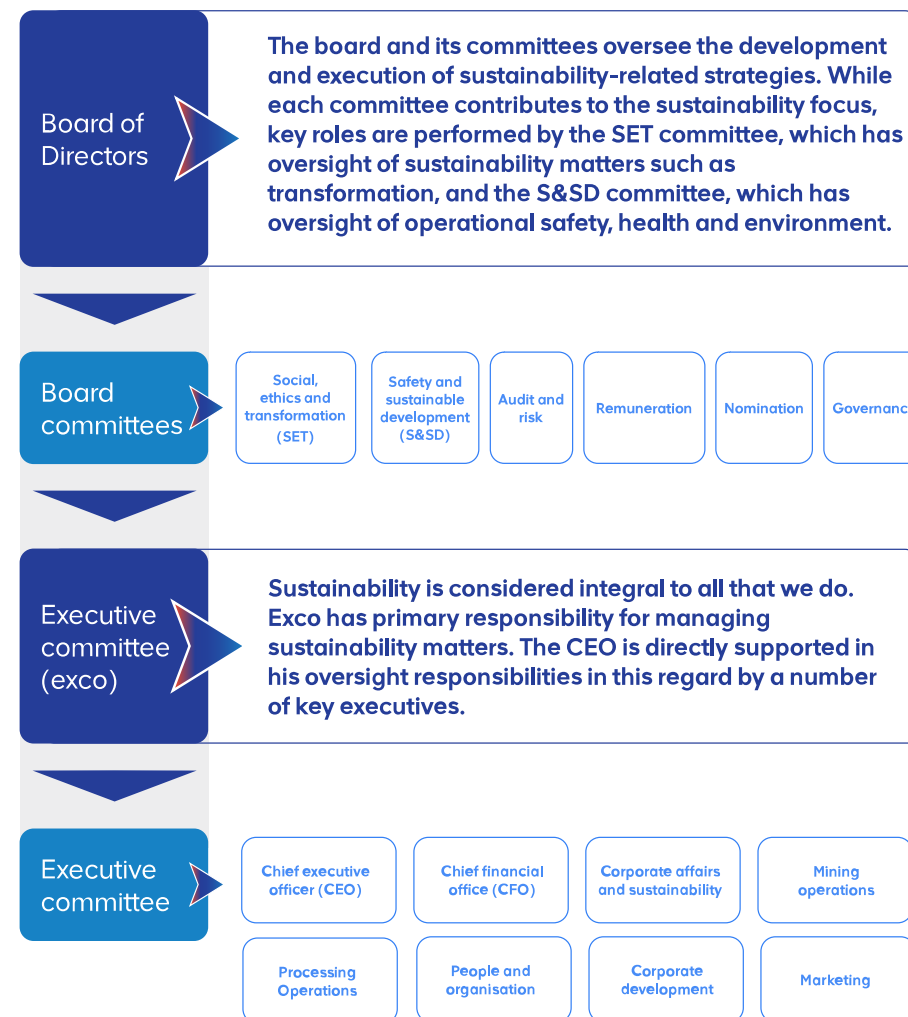 Board of
Directors
The board and its committees oversee the development
and execution of sustainability-related strategies. While
each committee contributes to the sustainability focus,
key roles are performed by the SET committee, which has
oversight of sustainability matters such as
transformation, and the S&SD committee, which has
oversight of operational safety, health and environment.
Board
committees
Social,
ethics and
transformation
(SET)
Safety and
sustainable
development
(S&SD)
Audit and
risk
Remuneration
Nomination
Governanc
Executive
committee
(exco)
Sustainability is considered integral to all that we do.
Exco has primary responsibility for managing
sustainability matters. The CEO is directly supported in
his oversight responsibilities in this regard by a number
of key executives.
Executive
committee
Chief executive
officer (CEO)
Chief financial
office (CFO)
Corporate affairs
and sustainability
Mining
operations
Processing
Operations
People and
organisation
Corporate
development
Marketing